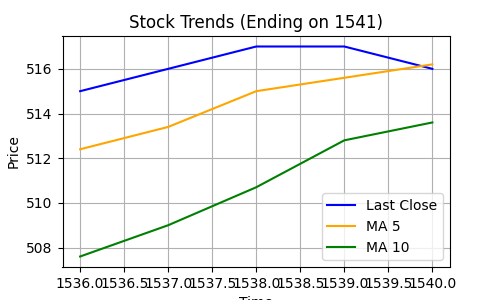 Stock Trends (Ending on 1541)
516
514
512
510
508
Price
Last Close
MA 5
MA 10
1536.0 1536.5 1537.0 1537.5 1538.0 1538.5 1539.0 1539.5 1540.0
Time